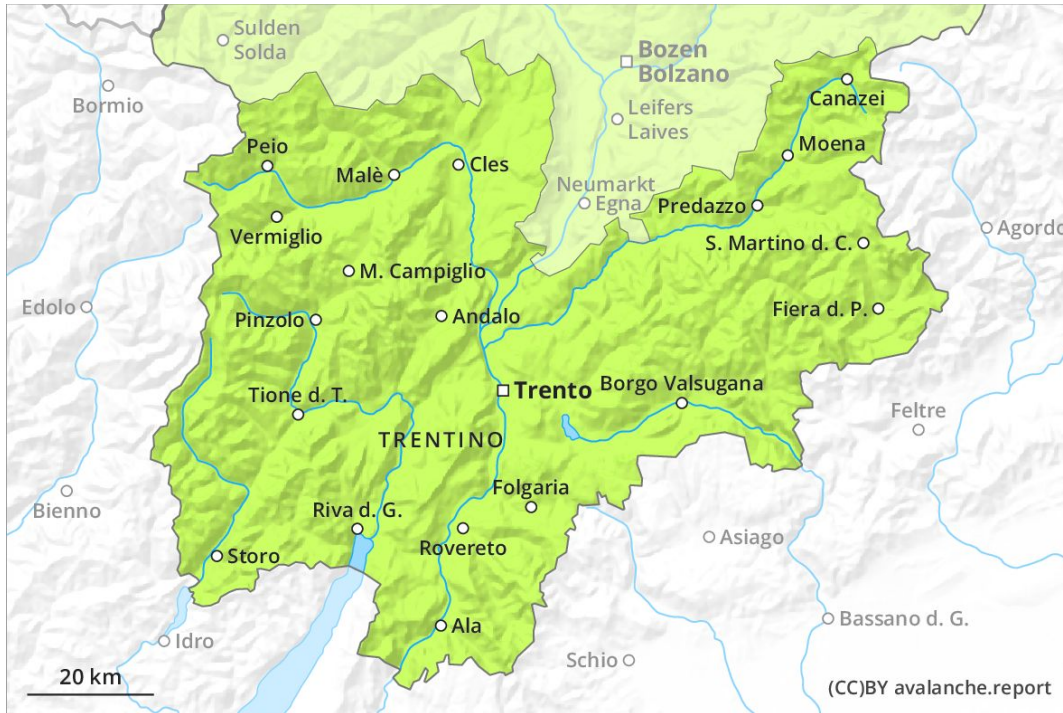 Sulden
Solda
Bozen
Bolzano
Bormio
Canazei
Leifers
Laives
Peio
Moena
Malè
Cles
Neumarkt
Egna
Predazzo
Vermiglio
S. Martino d. C.
Agordo
M. Campiglio
Edolo
Pinzolo
Andalo
Fiera d. P.
Tione d. T.
Trento
Borgo Valsugana
Feltre
TRENTINO
Bienno
Riva d. G.
Folgaria
Asiago
Storo
Rovereto
Idro
Ala
Bassano d. G.
Schio
20 km
(CC)BY avalanche.report